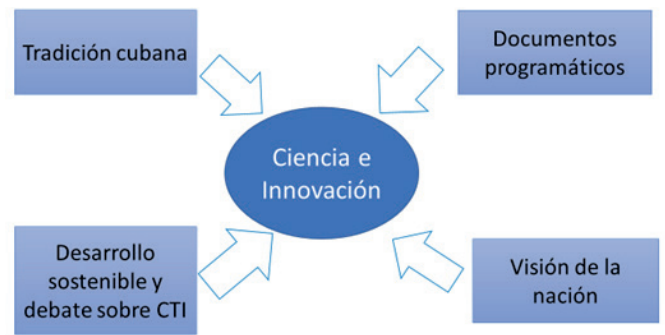 Tradición cubana
Documentos
programáticos
Ciencia e
Innovación
Desarrollo
sostenible y
debate sobre CTI
Visión de la
nación